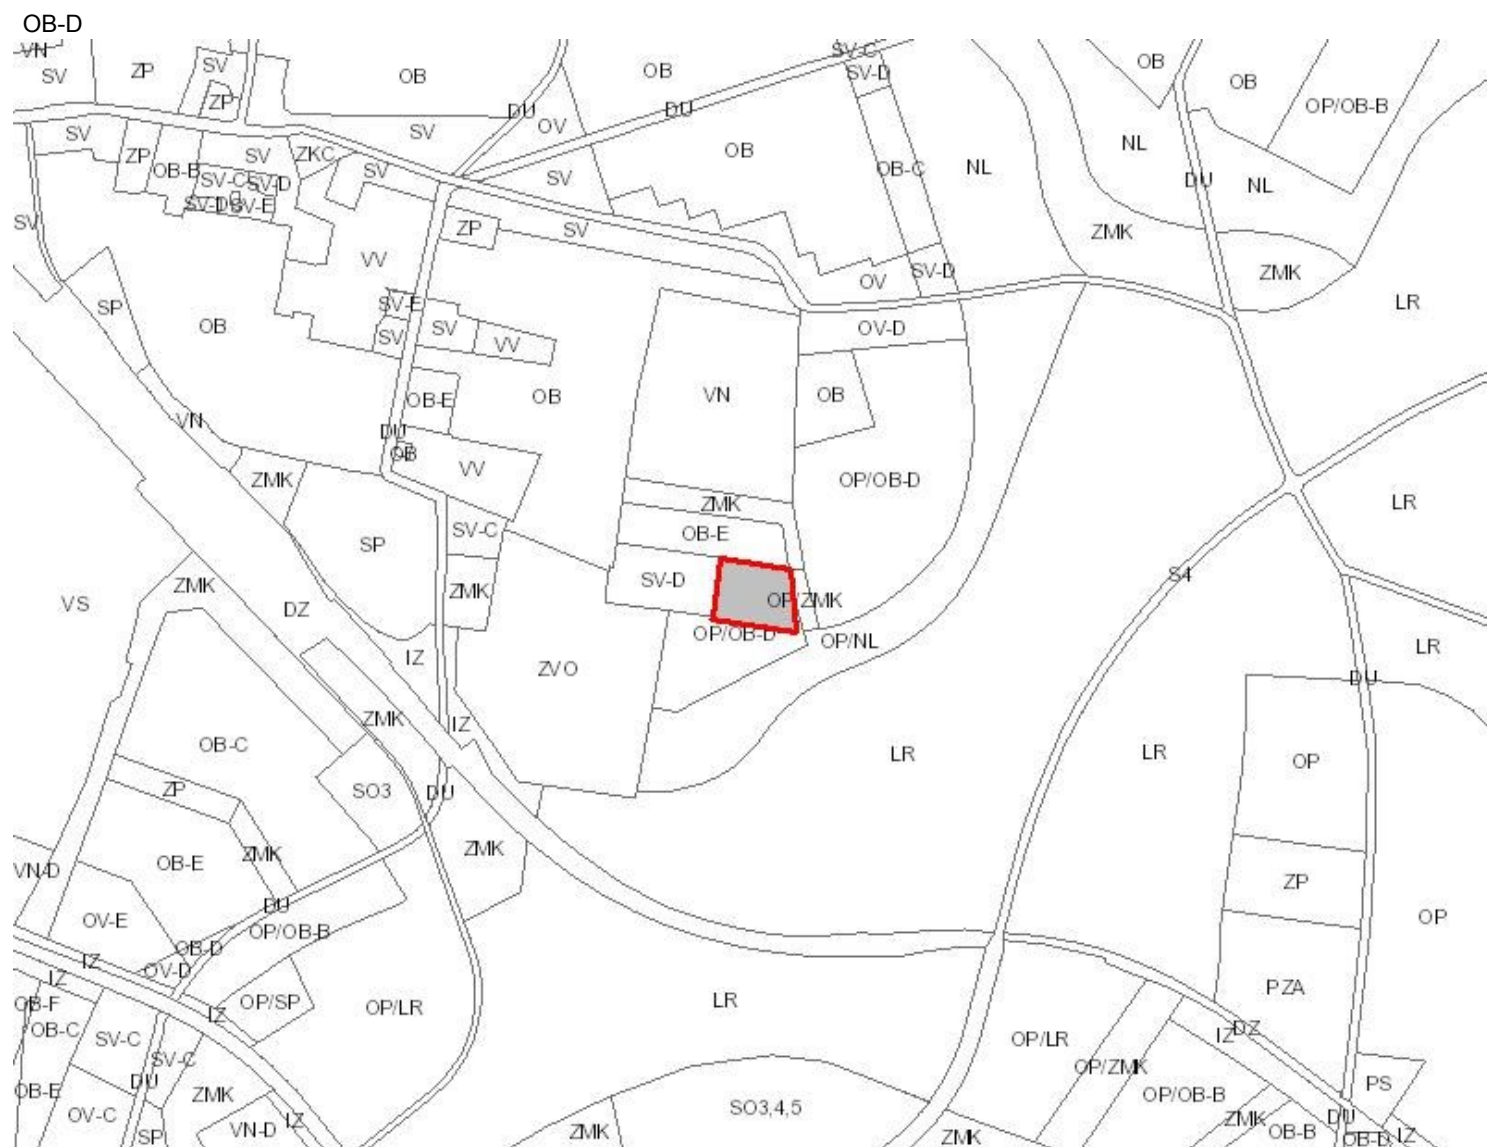 OB-D
VN
SV
ZP
SV
ZP
OB
OB
SV-C
SV-D
OB
OB
OP/OB-B
DU
DU
OV
SV
SV
ZP
OB-B
SV
ZKC
SV
SV-C
SV-D
SV-E
SV
OB
OB-C
NL
NL
DU
NL
SV
ZP
SV
ZMK
ZMK
VV
OV
SV-D
LR
SP
OB
SV-E
SV
SV
VV
OV-D
VN
OB
OB-E
OB
VN
DU
OB
VV
ZMK
OP/OB-D
ZMK
LR
SV-C
OB-E
SP
ZMK
SV-D
S4
VS
ZMK
DZ
OP/ZMK
OP/OB-D
OP/NL
LR
IZ
ZVO
DU
ZMK
IZ
OB-C
LR
LR
OP
ZP
SO3
DU
ZMK
ZMK
OB-E
VN-D
ZP
DU
OV-E
OP/OB-B
OB-D
OP
IZ
OV-D
IZ
PZA
OB-F
OP/SP
OP/LR
LR
IZ
OB-C
SV-C
IZ
DZ
OP/LR
SV-C
OP/ZMK
DU
PS
OB-E
ZMK
OP/OB-B
OV-C
SO3,4,5
IZ
ZMK
DU
SP
VN-D
ZMK
ZMK
OB-B
OB-D
IZ